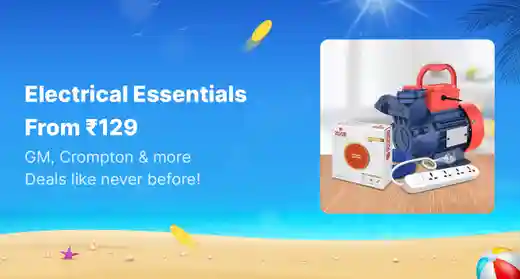 Electrical Essentials
From ₹129
GM, Crompton & more
Deals like never before!